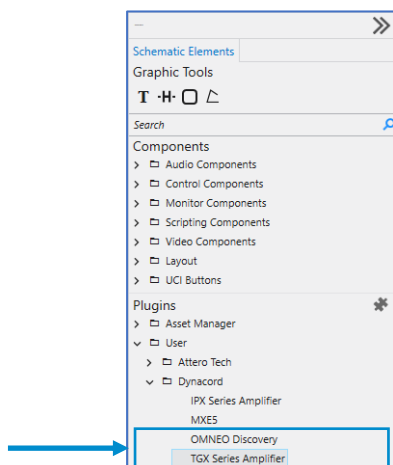 Schematic Elements
Graphic Tools
T ·H·
Search
Components
Audio Components
Control Components
Monitor Components
Scripting Components
Video Components
Layout
UCI Buttons
Plugins
Asset Manager
User
Attero Tech
Dynacord
IPX Series Amplifier
MXE5
OMNEO Discovery
TGX Series Amplifier